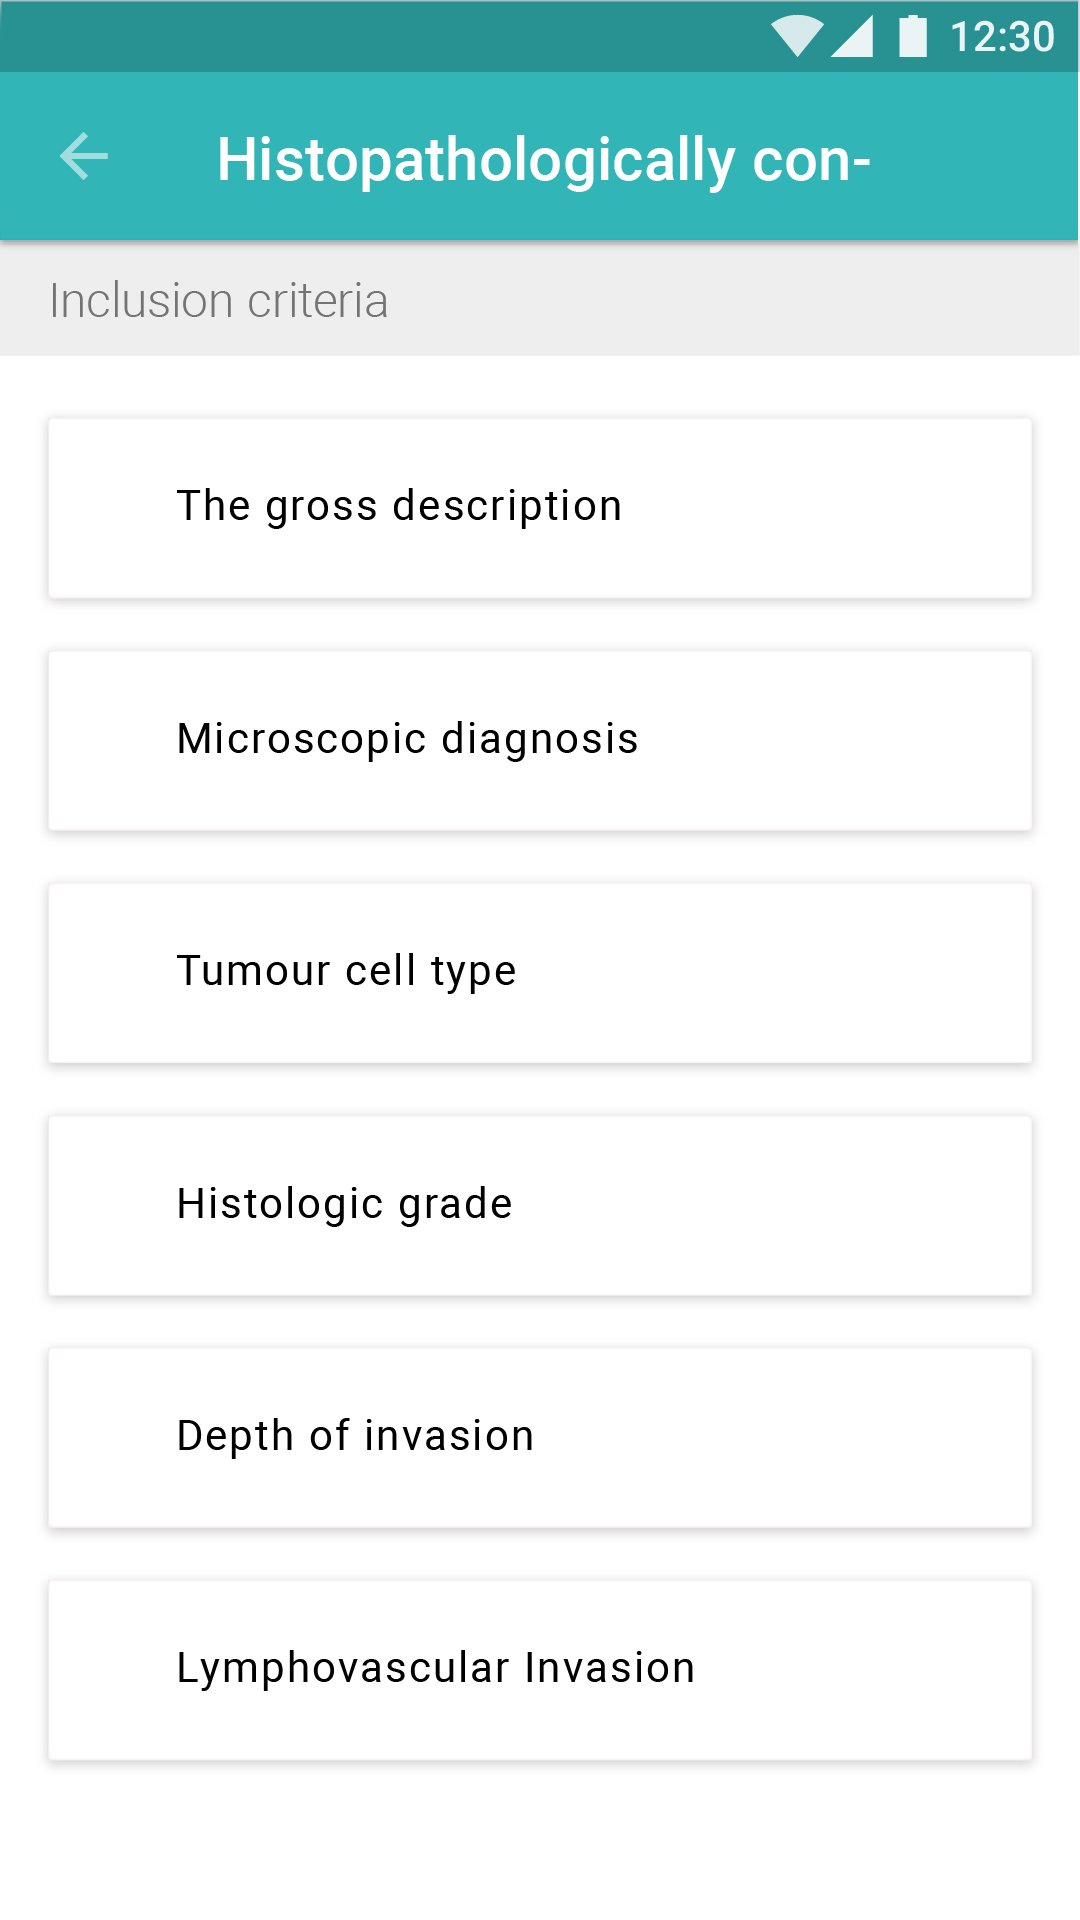 12:30
Histopathologically con-
Inclusion criteria
The gross description
Microscopic diagnosis
Tumour cell type
Histologic grade
Depth of invasion
Lymphovascular Invasion